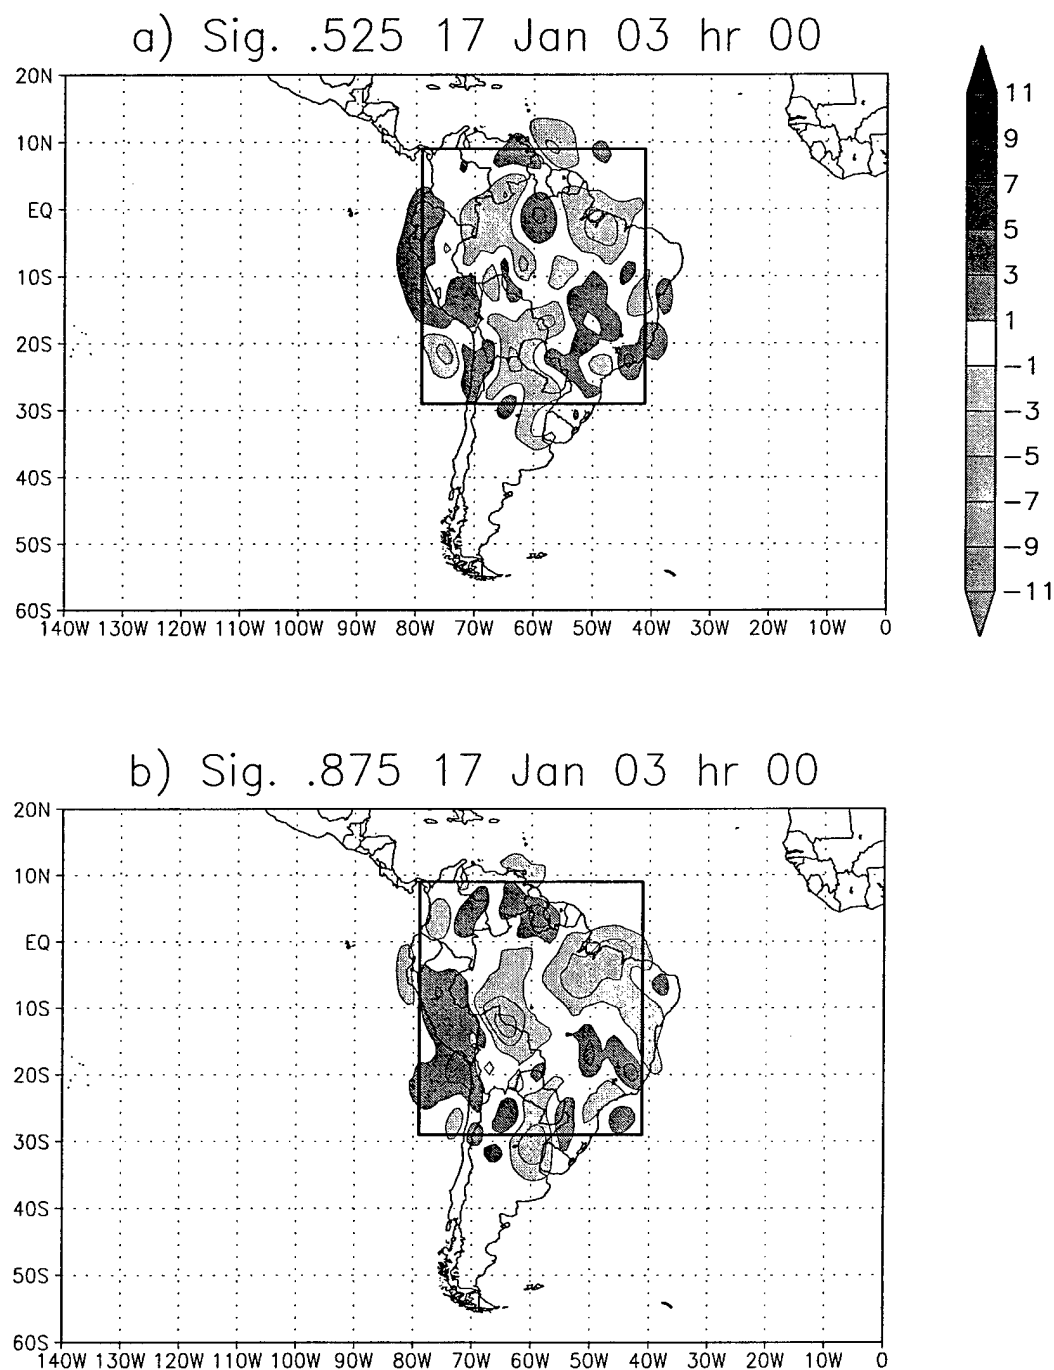 a) Sig. .525 17 Jan 03 hr 00
20N
10N
EQ
10S
20S
30S
40S
50S
60S
140W 130W 120W 110W 100W 90W 80W 70W 60W 50W 40W 30W 20W 10W 0
11
9
7
5
3
1
-1
-3
-5
-7
-9
-11
b) Sig. .875 17 Jan 03 hr 00
20N
10N
EQ
10S
20S
30S
40S
50S
60S
140W 130W 120W 110W 100W 90W 80W 70W 60W 50W 40W 30W 20W 10W 0